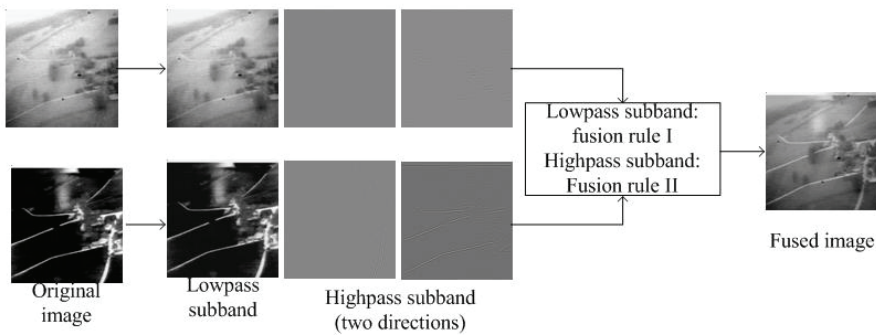 Lowpass subband:
fusion rule I
Highpass subband:
Fusion rule II
Fused image
Original
image
Lowpass
subband
Highpass subband
(two directions)